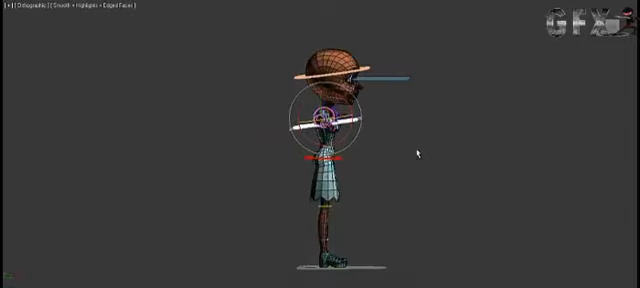 [ + ] [ Orthographic ] [ Smooth + Highlights + Edged Faces ]
GFX